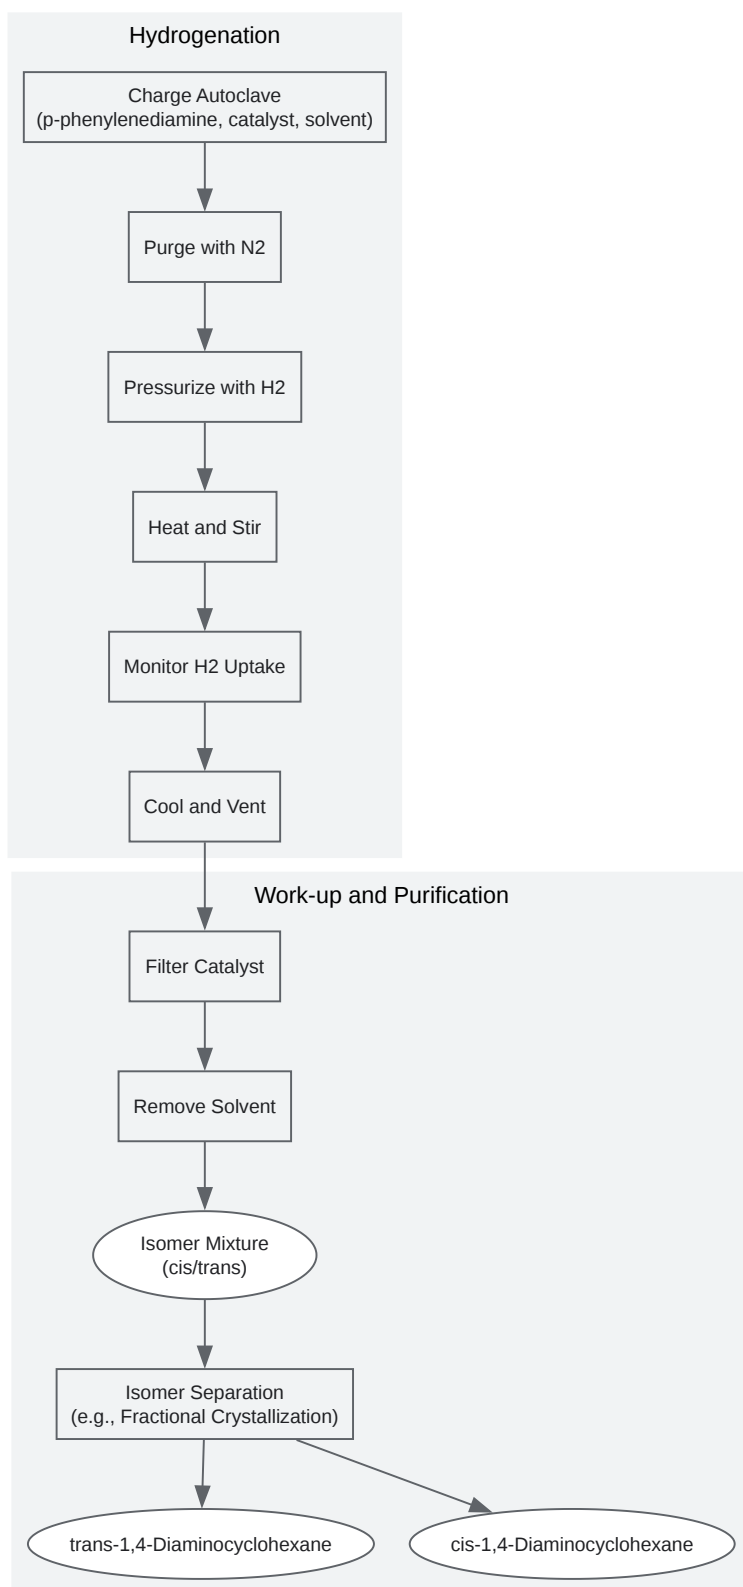 Hydrogenation
Charge Autoclave
(p-phenylenediamine, catalyst, solvent)
Purge with N2
Pressurize with H2
Heat and Stir
Monitor H2 Uptake
Cool and Vent
Work-up and Purification
Filter Catalyst
Remove Solvent
Isomer Mixture
(cis/trans)
Isomer Separation
(e.g., Fractional Crystallization)
trans-1,4-Diaminocyclohexane
cis-1,4-Diaminocyclohexane